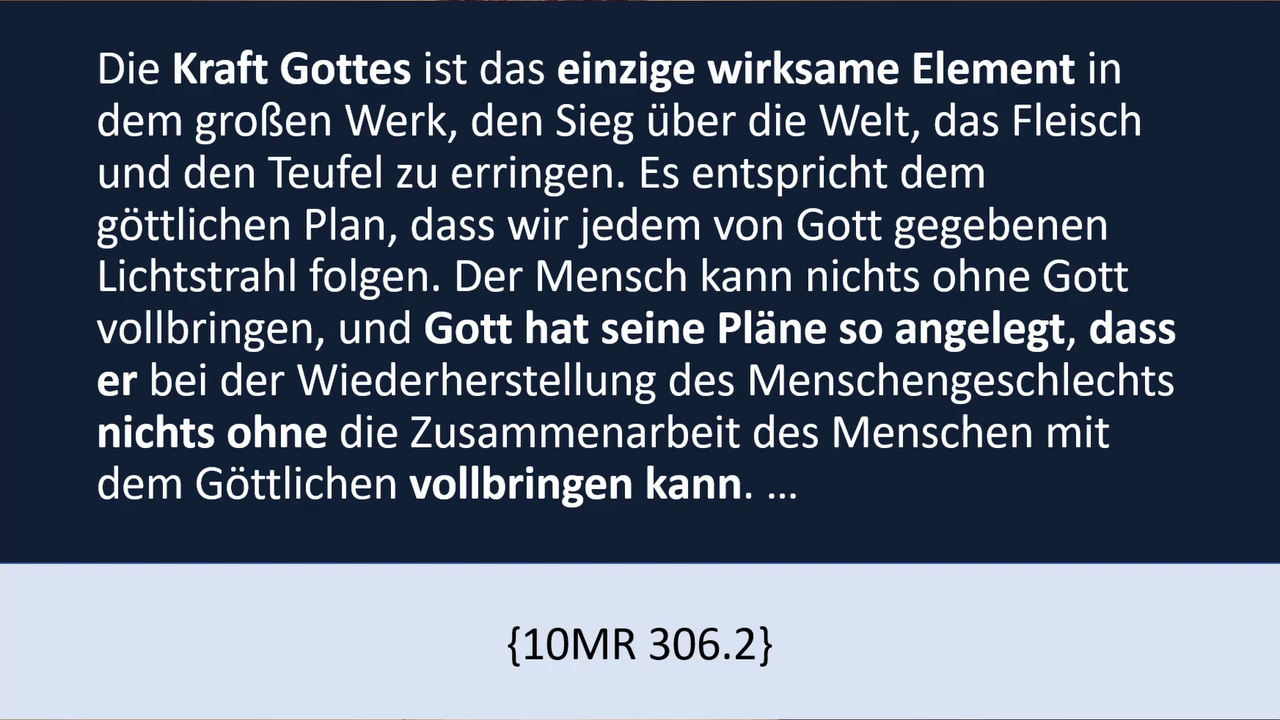 Die Kraft Gottes ist das einzige wirksame Element in
dem großen Werk, den Sieg über die Welt, das Fleisch
und den Teufel zu erringen. Es entspricht dem
göttlichen Plan, dass wir jedem von Gott gegebenen
Lichtstrahl folgen. Der Mensch kann nichts ohne Gott
vollbringen, und Gott hat seine Pläne so angelegt, dass
er bei der Wiederherstellung des Menschengeschlechts
nichts ohne die Zusammenarbeit des Menschen mit
dem Göttlichen vollbringen kann. ...
{10MR 306.2}